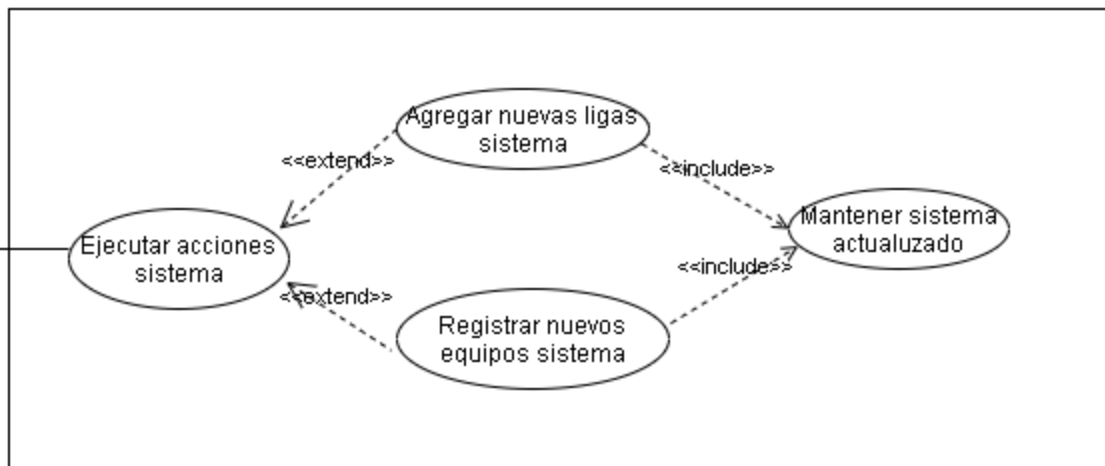 Agregar nuevas ligas
sistema
<<extend>>
<<include>>
Ejecutar acciones
sistema
Mantener sistema
actualuzado
<<extend>>
<<include>>
Registrar nuevos
equipos sistema